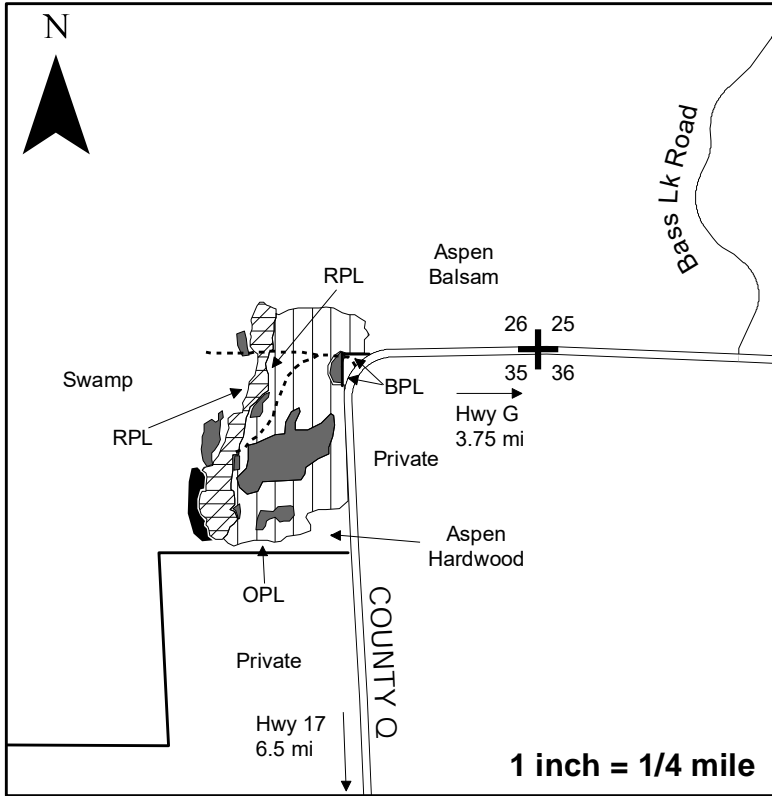 N
Bass Lk Road
Aspen
Balsam
RPL
26 25
35 36
Swamp
BPL
Hwy G
3.75 mi
RPL
Private
Aspen
Hardwood
OPL
COUNTY Q
Private
Hwy 17
6.5 mi
1 inch = 1/4 mile